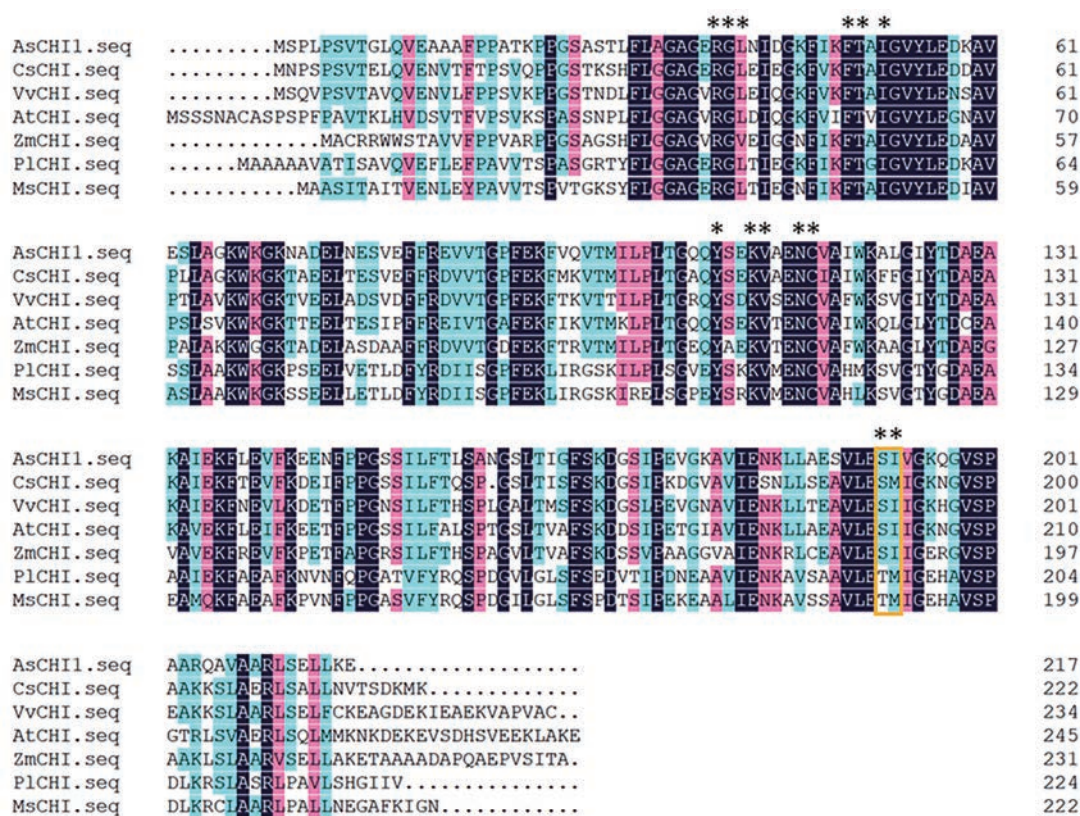 *** ** *
AsCHI1.seq .........MSPLPSVTGLQVEAAAFPPATKPPGSASTLFLAGAGERGLNIDGKFIKFTAIGVYLEDKAV 61
CsCHI.seq .........MNPSPSVTELQVENVTFTPSVQPPGSTKSHFLGGAGERGLEIEGKFVKFTAIGVYLEDDAV 61
VvCHI.seq .........MSQVPSVTAVQVENVLFPPSVKPPGSTNDLFLGGAGVRGLEIQGKFVKFTAIGVYLENSAV 61
AtCHI.seq MSSSNACASPSPFPAVTKLHVDSVTFVPSVKSPASSNPLFLGGAGVRGLDIQGKFVIFTVIGVYLEGNAV 70
ZmCHI.seq .............MACRRWWSTAVVFPPVARPPGSAGSHFLGGAGVRGVEIGGNFIKFTAIGVYLEDAAV 57
PlCHI.seq ......MAAAAAVATISAVQVEFLEFPAVVTSPASGRTYFLGGAGERGLTIEGKFIKFTGIGVYLEDKAV 64
MsCHI.seq ...........MAASITAITVENLEYPAVVTSPVTGKSYFLGGAGERGLTIEGNFIKFTAIGVYLEDIAV 59
* ** **
AsCHI1.seq ESLAGKWKGKNADELNESVEFFREVVTGPFEKFVQVTMILPLTGQQYSEKVAENCVAIWKALGIYTDAEA 131
CsCHI.seq PLLAGKWKGKTAEELTESVEFFRDVVTGPFEKFMKVTMILPLTGAQYSEKVAENCIAIWKFFGIYTDAEA 131
VvCHI.seq PTLAVKWKGKTVEELADSVDFFRDVVTGPFEKFTKVTTILPLTGRQYSDKVSENCVAFWKSVGIYTDAEA 131
AtCHI.seq PSLSVKWKGKTTEELTESIPFFREIVTGAFEKFIKVTMKLPLTGQQYSEKVTENCVAIWKQLGLYTDCEA 140
ZmCHI.seq PALAKKWGGKTADELASDAAFFRDVVTGDFEKFTRVTMILPLTGEQYAEKVTENCVAFWKAAGLYTDAEG 127
PlCHI.seq SSLAAKWKGKPSEELVETLDFYRDIISGPFEKLIRGSKILPLSGVEYSKKVMENCVAHMKSVGTYGDAEA 134
MsCHI.seq ASLAAKWKGKSSEELLETLDFYRDIISGPFEKLIRGSKIRELSGPEYSRKVMENCVAHLKSVGTYGDAEA 129
**
AsCHI1.seq KAIEKFLEVFKEENFPPGSSILFTLSANGSLTIGFSKDGSIPEVGKAVIENKLLAESVLESIVGKQGVSP 201
CsCHI.seq KAIEKFTEVFKDEIFPPGSSILFTQSP.GSLTISFSKDGSIPKDGVAVIESNLLSEAVLESMIGKNGVSP 200
VvCHI.seq KAIEKFNEVLKDETFPPGNSILFTHSPLGALTMSFSKDGSIPEVGNAVIENKLLTEAVLESIIGKHGVSP 201
AtCHI.seq KAVEKFLEIFKEETFPPGSSILFALSPTGSLTVAFSKDDSIPETGIAVIENKLLAEAVLESIIGKNGVSP 210
ZmCHI.seq VAVEKFREVFKPETFAPGRSILFTHSPAGVLTVAFSKDSSVPAAGGVAIENKRLCEAVLESIIGERGVSP 197
PlCHI.seq AAIEKFAEAFKNVNFQPGATVFYRQSPDGVLGLSFSEDVTIPDNEAAVIENKAVSAAVLETMIGEHAVSP 204
MsCHI.seq EAMQKFAEAFKPVNFPPGASVFYRQSPDGILGLSFSPDTSIPEKEAALIENKAVSSAVLETMIGEHAVSP 199
AsCHI1.seq AARQAVAARLSELLKE................... 217
CsCHI.seq AAKKSLAERLSALLNVTSDKMK............. 222
VvCHI.seq EAKKSLAARLSELFCKEAGDEKIEAEKVAPVAC.. 234
AtCHI.seq GTRLSVAERLSQLMMKNKDEKEVSDHSVEEKLAKE 245
ZmCHI.seq AAKLSLAARVSELLAKETAAAADAPQAEPVSITA. 231
PlCHI.seq DLKRSLASRLPAVLSHGIIV............... 224
MsCHI.seq DLKRCLAARLPALLNEGAFKIGN............ 222